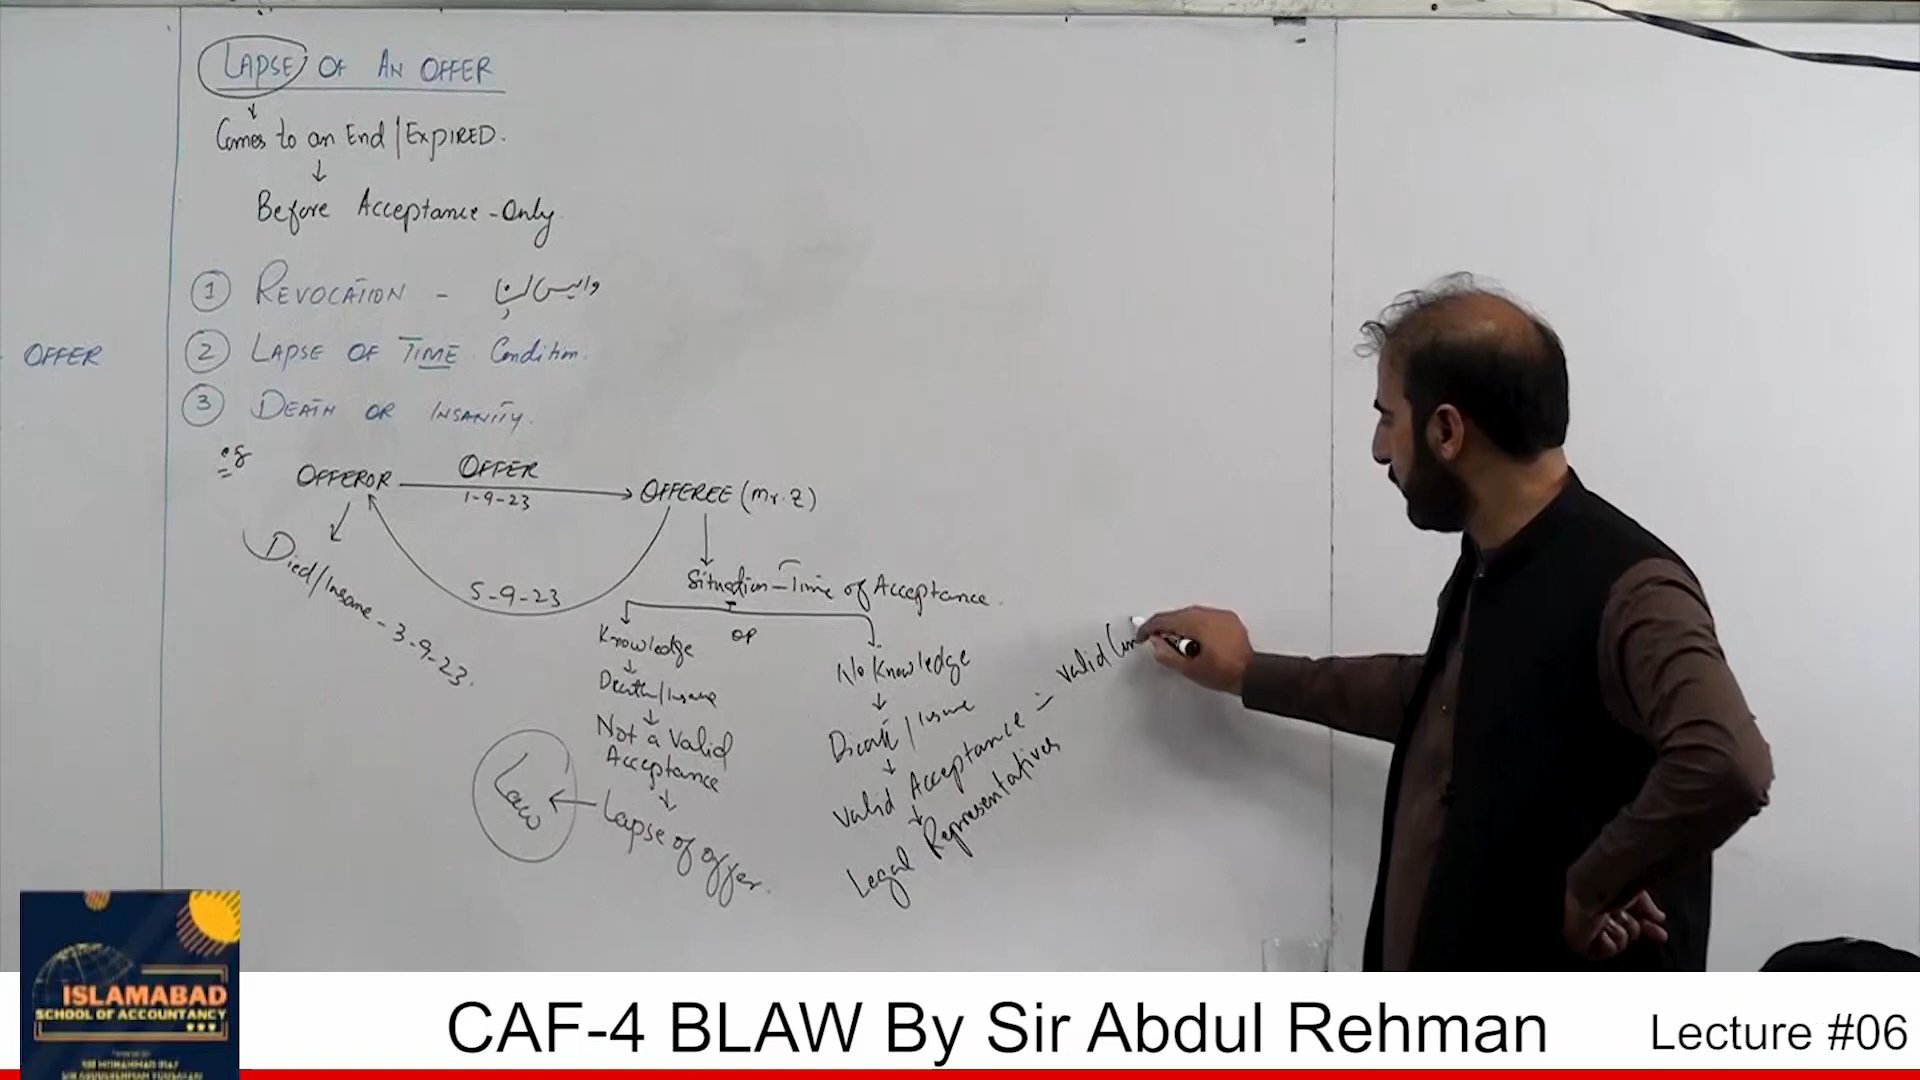 LAPSE OF AN OFFER
Comes to an End / EXPIRED.
Before Acceptance - Only
1 REVOCATION - واپس لینا
OFFER
2 LAPSE OF TIME Condition.
3 DEATH OR INSANITY.
eg
OFFEROR
OFFER
1-9-23
OFFEREE (Mr. Z)
Died/Insane - 3-9-23.
5-9-23
Situation - Time of Acceptance.
Knowledge
OR
No Knowledge
Death/Insane
Not a Valid
Acceptance
Lapse of offer.
Law
Death / Insane
Valid Acceptance = Valid
Legal Representatives
ISLAMABAD
SCHOOL OF ACCOUNTANCY
CAF-4 BLAW By Sir Abdul Rehman
Lecture #06